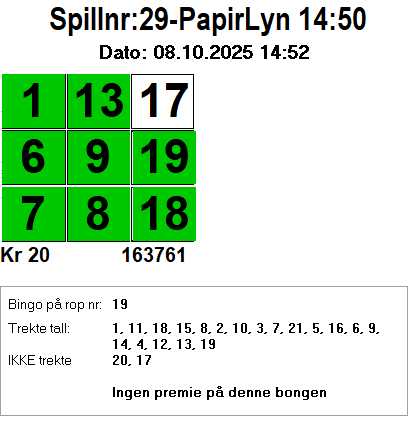 Spillnr:29-PapirLyn 14:50
Dato: 08.10.2025 14:52
1 13 17
6 9 19
7 8 18
Kr 20 163761
Bingo på rop nr: 19
Trekte tall: 1, 11, 18, 15, 8, 2, 10, 3, 7, 21, 5, 16, 6, 9,
14, 4, 12, 13, 19
IKKE trekte 20, 17
Ingen premie på denne bongen